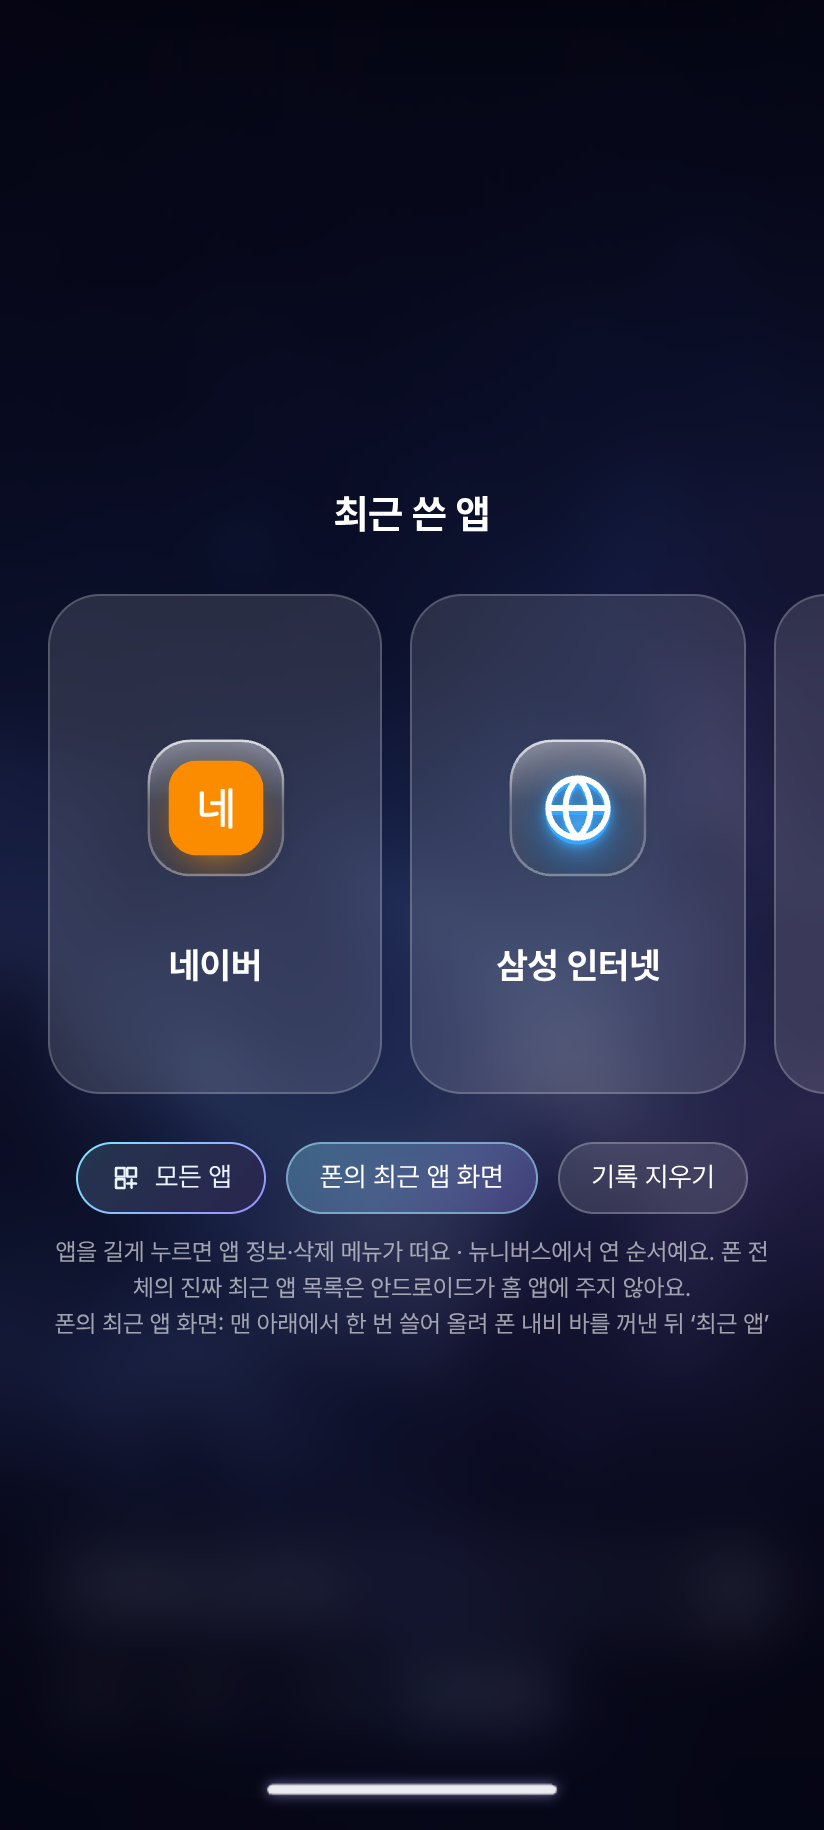 최근 쓴 앱
네
네이버
삼성 인터넷
모든 앱
폰의 최근 앱 화면
기록 지우기
앱을 길게 누르면 앱 정보·삭제 메뉴가 떠요 · 뉴니버스에서 연 순서예요. 폰 전
체의 진짜 최근 앱 목록은 안드로이드가 홈 앱에 주지 않아요.
폰의 최근 앱 화면: 맨 아래에서 한 번 쓸어 올려 폰 내비 바를 꺼낸 뒤 ‘최근 앱’